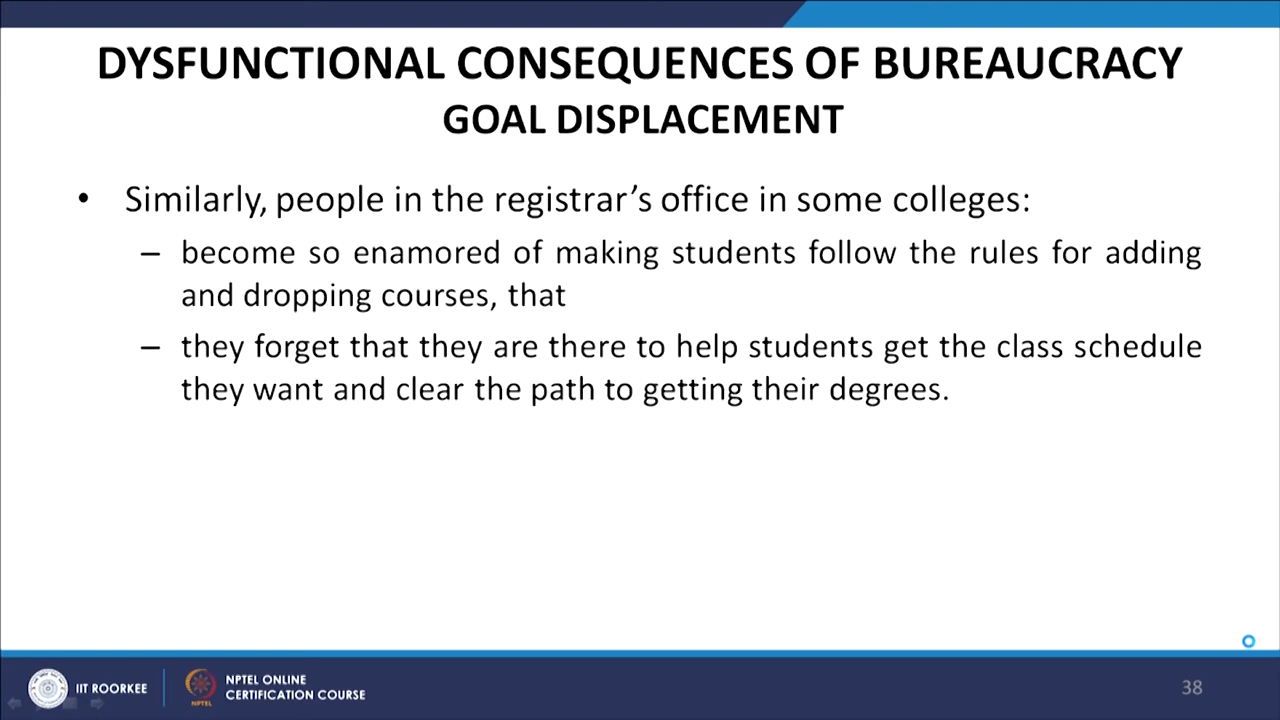 DYSFUNCTIONAL CONSEQUENCES OF BUREAUCRACY
GOAL DISPLACEMENT
• Similarly, people in the registrar’s office in some colleges:
– become so enamored of making students follow the rules for adding
and dropping courses, that
– they forget that they are there to help students get the class schedule
they want and clear the path to getting their degrees.
IIT ROORKEE
NPTEL
NPTEL ONLINE
CERTIFICATION COURSE
38